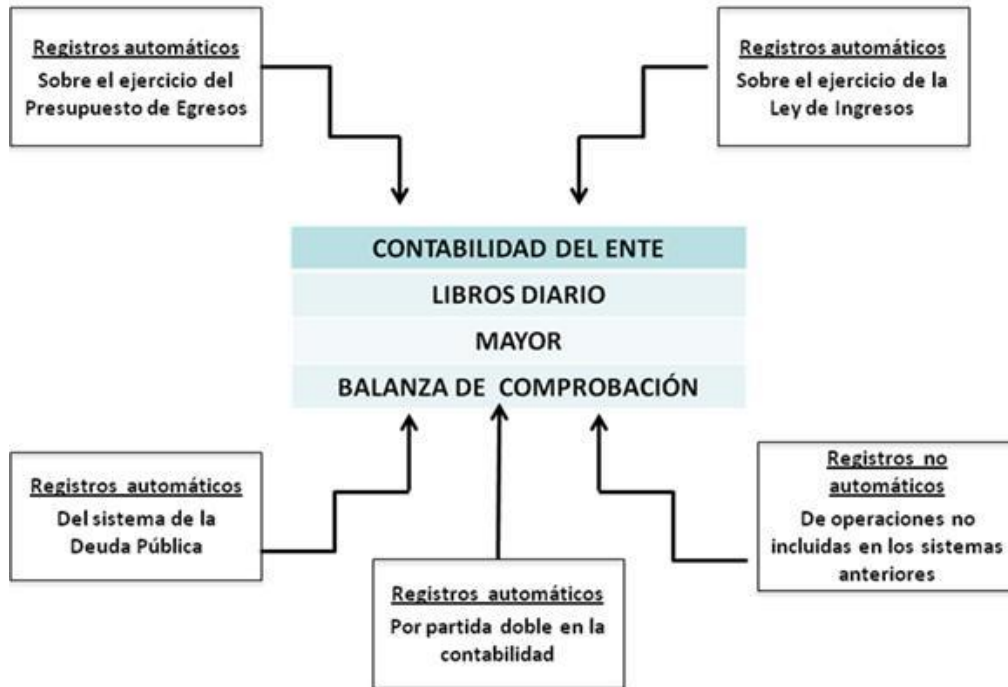 Registros automáticos
Sobre el ejercicio del
Presupuesto de Egresos
Registros automáticos
Sobre el ejercicio de la
Ley de Ingresos
CONTABILIDAD DEL ENTE
LIBROS DIARIO
MAYOR
BALANZA DE COMPROBACIÓN
Registros automáticos
Del sistema de la
Deuda Pública
Registros automáticos
Por partida doble en la
contabilidad
Registros no
automáticos
De operaciones no
incluidas en los sistemas
anteriores